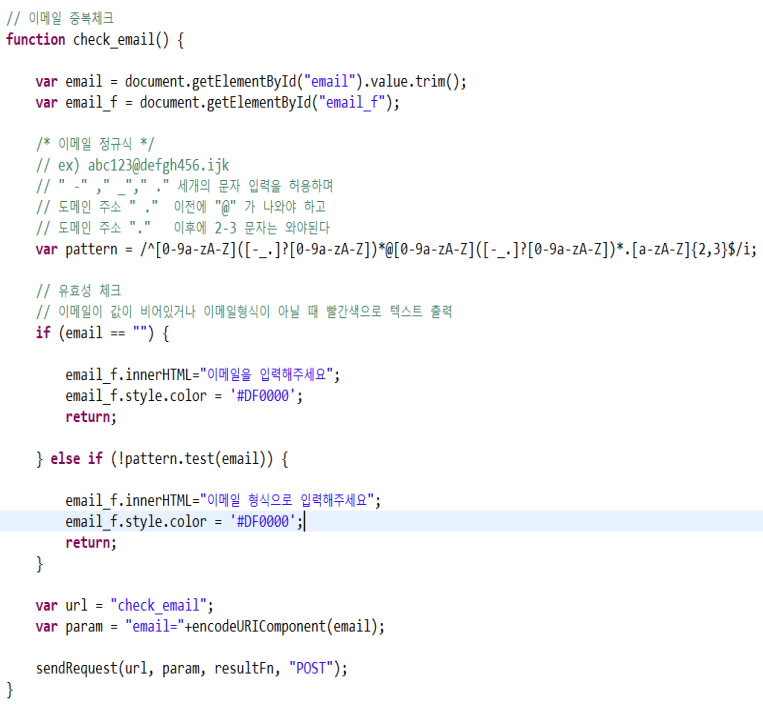 // 이메일 중복체크
function check_email() {
var email = document.getElementById("email").value.trim();
var email_f = document.getElementById("email_f");
/* 이메일 정규식 */
// ex) abc123@defgh456.ijk
// " -" ," _"," ." 세개의 문자 입력을 허용하며
// 도메인 주소 " ."  이전에 "@" 가 나와야 하고
// 도메인 주소 "."   이후에 2-3 문자는 와야된다
var pattern = /^[0-9a-zA-Z]([-_.]?[0-9a-zA-Z])*@[0-9a-zA-Z]([-_.]?[0-9a-zA-Z])*.[a-zA-Z]{2,3}$/i;
// 유효성 체크
// 이메일이 값이 비어있거나 이메일형식이 아닐 때 빨간색으로 텍스트 출력
if (email == "") {
email_f.innerHTML="이메일을 입력해주세요";
email_f.style.color = '#DF0000';
return;
} else if (!pattern.test(email)) {
email_f.innerHTML="이메일 형식으로 입력해주세요";
email_f.style.color = '#DF0000';
return;
}
var url = "check_email";
var param = "email="+encodeURIComponent(email);
sendRequest(url, param, resultFn, "POST");
}